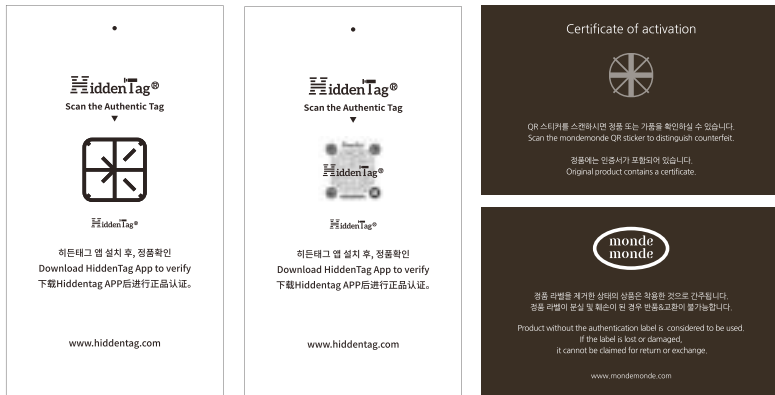 HiddenTag®
Scan the Authentic Tag
HiddenTag®
히든태그 앱 설치 후, 정품확인
Download HiddenTag App to verify
下载Hiddentag APP后进行正品认证。
www.hiddentag.com
HiddenTag®
Scan the Authentic Tag
HiddenTag
HiddenTag®
히든태그 앱 설치 후, 정품확인
Download HiddenTag App to verify
下载Hiddentag APP后进行正品认证。
www.hiddentag.com
Certificate of activation
QR 스티커를 스캔하시면 정품 또는 가품을 확인하실 수 있습니다.
Scan the mondemonde QR sticker to distinguish counterfeit.
정품에는 인증서가 포함되어 있습니다.
Original product contains a certificate.
monde
monde
정품 라벨을 제거한 상태의 상품은 착용한 것으로 간주됩니다.
정품 라벨이 분실 및 훼손이 된 경우 반품&교환이 불가능합니다.
Product without the authentication label is considered to be used.
If the label is lost or damaged,
it cannot be claimed for return or exchange.
www.mondemonde.com